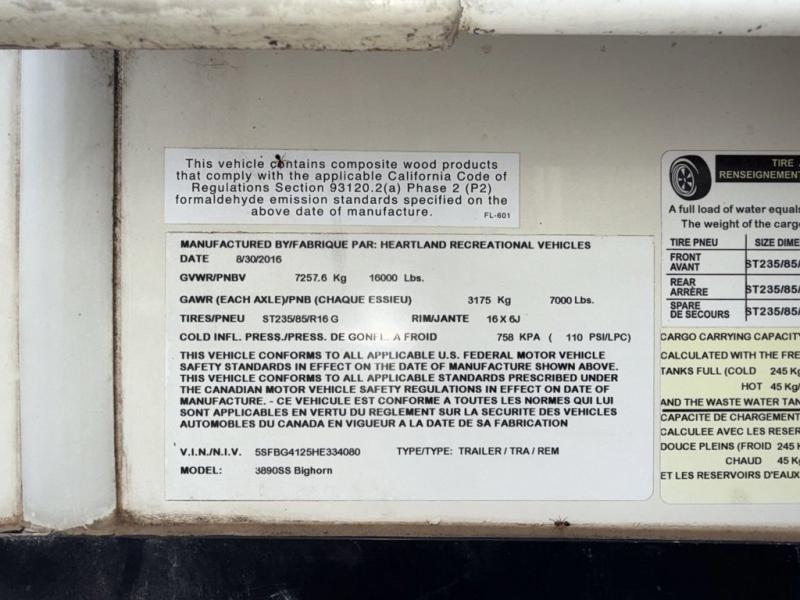 This vehicle contains composite wood products
that comply with the applicable California Code of
Regulations Section 93120.2(a) Phase 2 (P2)
formaldehyde emission standards specified on the
above date of manufacture.
FL-601
MANUFACTURED BY/FABRIQUE PAR: HEARTLAND RECREATIONAL VEHICLES
DATE 8/30/2016
GVWR/PNBV 7257.6 Kg 16000 Lbs.
GAWR (EACH AXLE)/PNB (CHAQUE ESSIEU) 3175 Kg 7000 Lbs.
TIRES/PNEU ST235/85/R16 G RIM/JANTE 16 X 6J
COLD INFL. PRESS./PRESS. DE GONFL. A FROID 758 KPA ( 110 PSI/LPC)
THIS VEHICLE CONFORMS TO ALL APPLICABLE U.S. FEDERAL MOTOR VEHICLE
SAFETY STANDARDS IN EFFECT ON THE DATE OF MANUFACTURE SHOWN ABOVE.
THIS VEHICLE CONFORMS TO ALL APPLICABLE STANDARDS PRESCRIBED UNDER
THE CANADIAN MOTOR VEHICLE SAFETY REGULATIONS IN EFFECT ON DATE OF
MANUFACTURE. - CE VEHICULE EST CONFORME A TOUTES LES NORMES QUI LUI
SONT APPLICABLES EN VERTU DU REGLEMENT SUR LA SECURITE DES VEHICLES
AUTOMOBILES DU CANADA EN VIGUEUR A LA DATE DE SA FABRICATION
V.I.N./N.I.V. 5SFBG4125HE334080 TYPE/TYPE: TRAILER / TRA / REM
MODEL: 3890SS Bighorn
TIRE
RENSEIGNEMENT
A full load of water equals
The weight of the cargo
TIRE PNEU SIZE DIME
FRONT
AVANT ST235/85/
REAR
ARRÈRE ST235/85/
SPARE
DE SECOURS ST235/85/
CARGO CARRYING CAPACITY
CALCULATED WITH THE FRE
TANKS FULL (COLD 245 Kg
HOT 45 Kg/
AND THE WASTE WATER TAN
CAPACITE DE CHARGEMENT
CALCULEE AVEC LES RESER
DOUCE PLEINS (FROID 245 K
CHAUD 45 Kg
ET LES RESERVOIRS D'EAUX